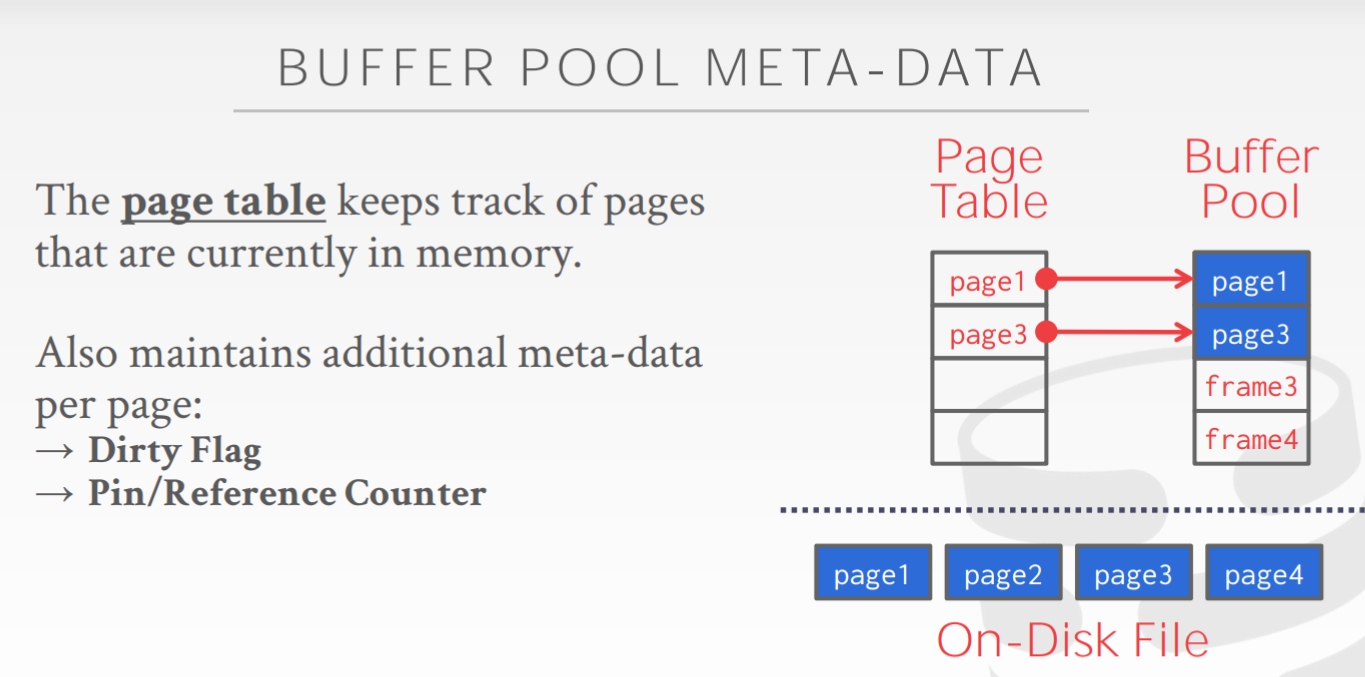 BUFFER POOL META-DATA
The page table keeps track of pages
that are currently in memory.
Also maintains additional meta-data
per page:
→ Dirty Flag
→ Pin/Reference Counter
Page
Table
page1
page3
Buffer
Pool
page1
page3
frame3
frame4
page1 page2 page3 page4
On-Disk File